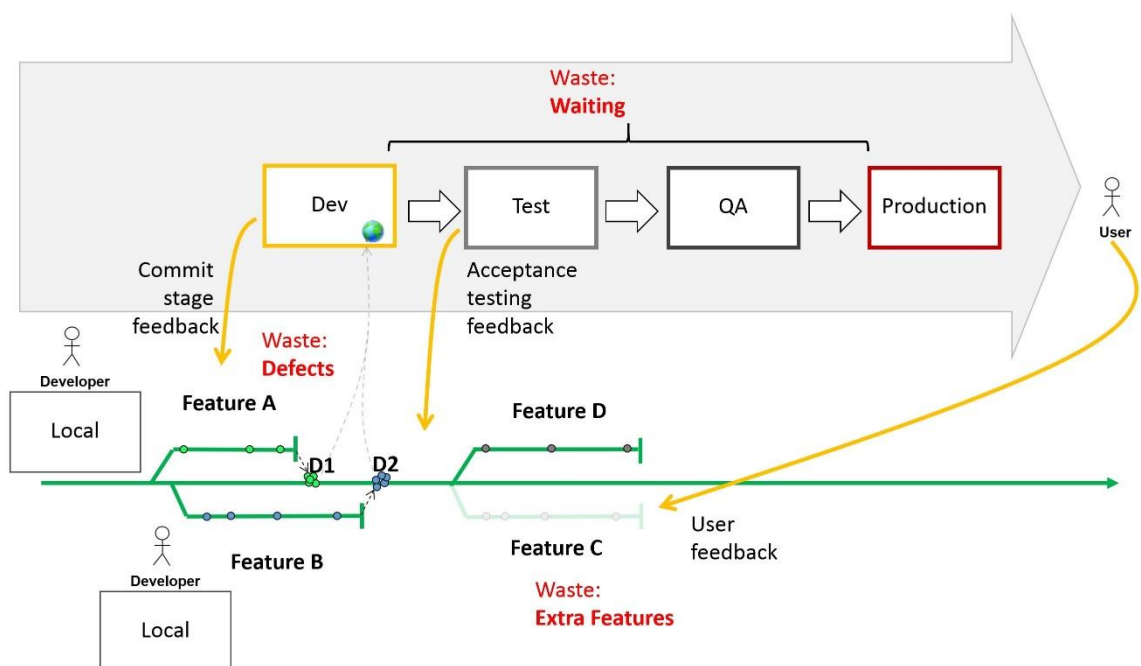 Waste:
Waiting
Dev
Test
QA
Production
User
Commit
stage
feedback
Acceptance
testing
feedback
Waste:
Defects
Developer
Local
Feature A
Feature D
D1
D2
Feature B
Feature C
User
feedback
Developer
Local
Waste:
Extra Features